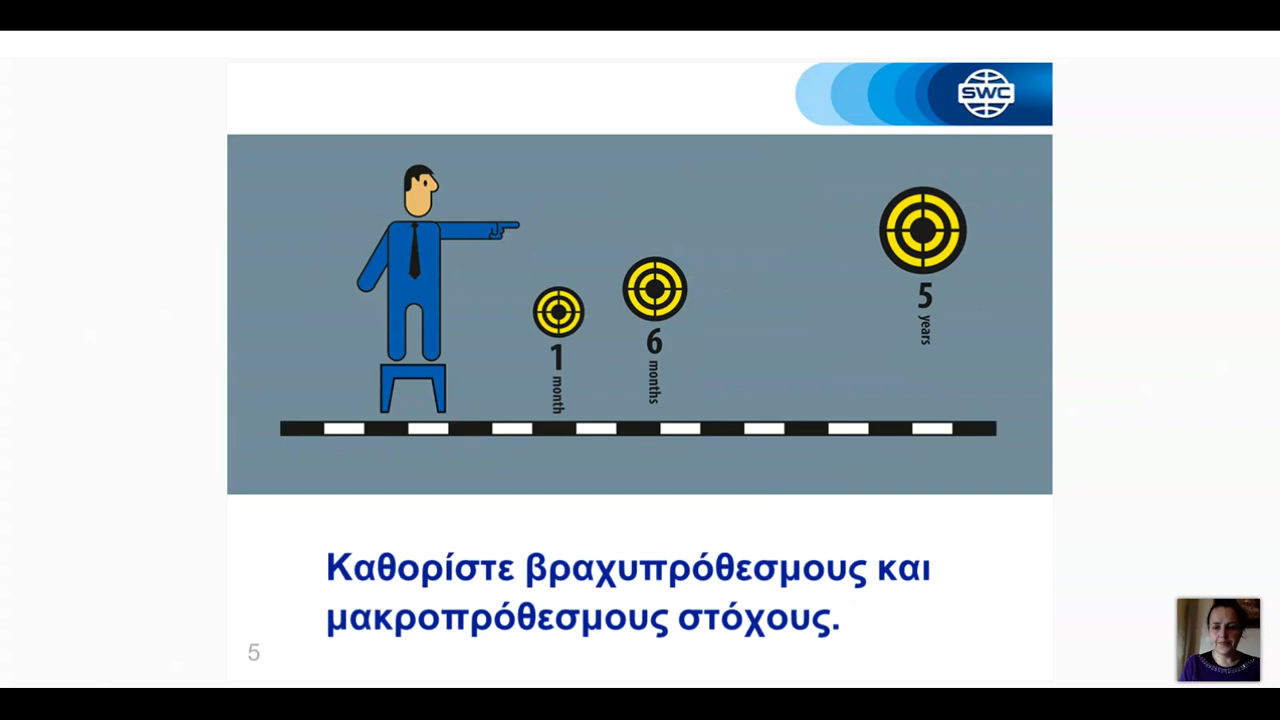 SWC
5
years
6
months
1
month
Καθορίστε βραχυπρόθεσμους και
μακροπρόθεσμους στόχους.
5